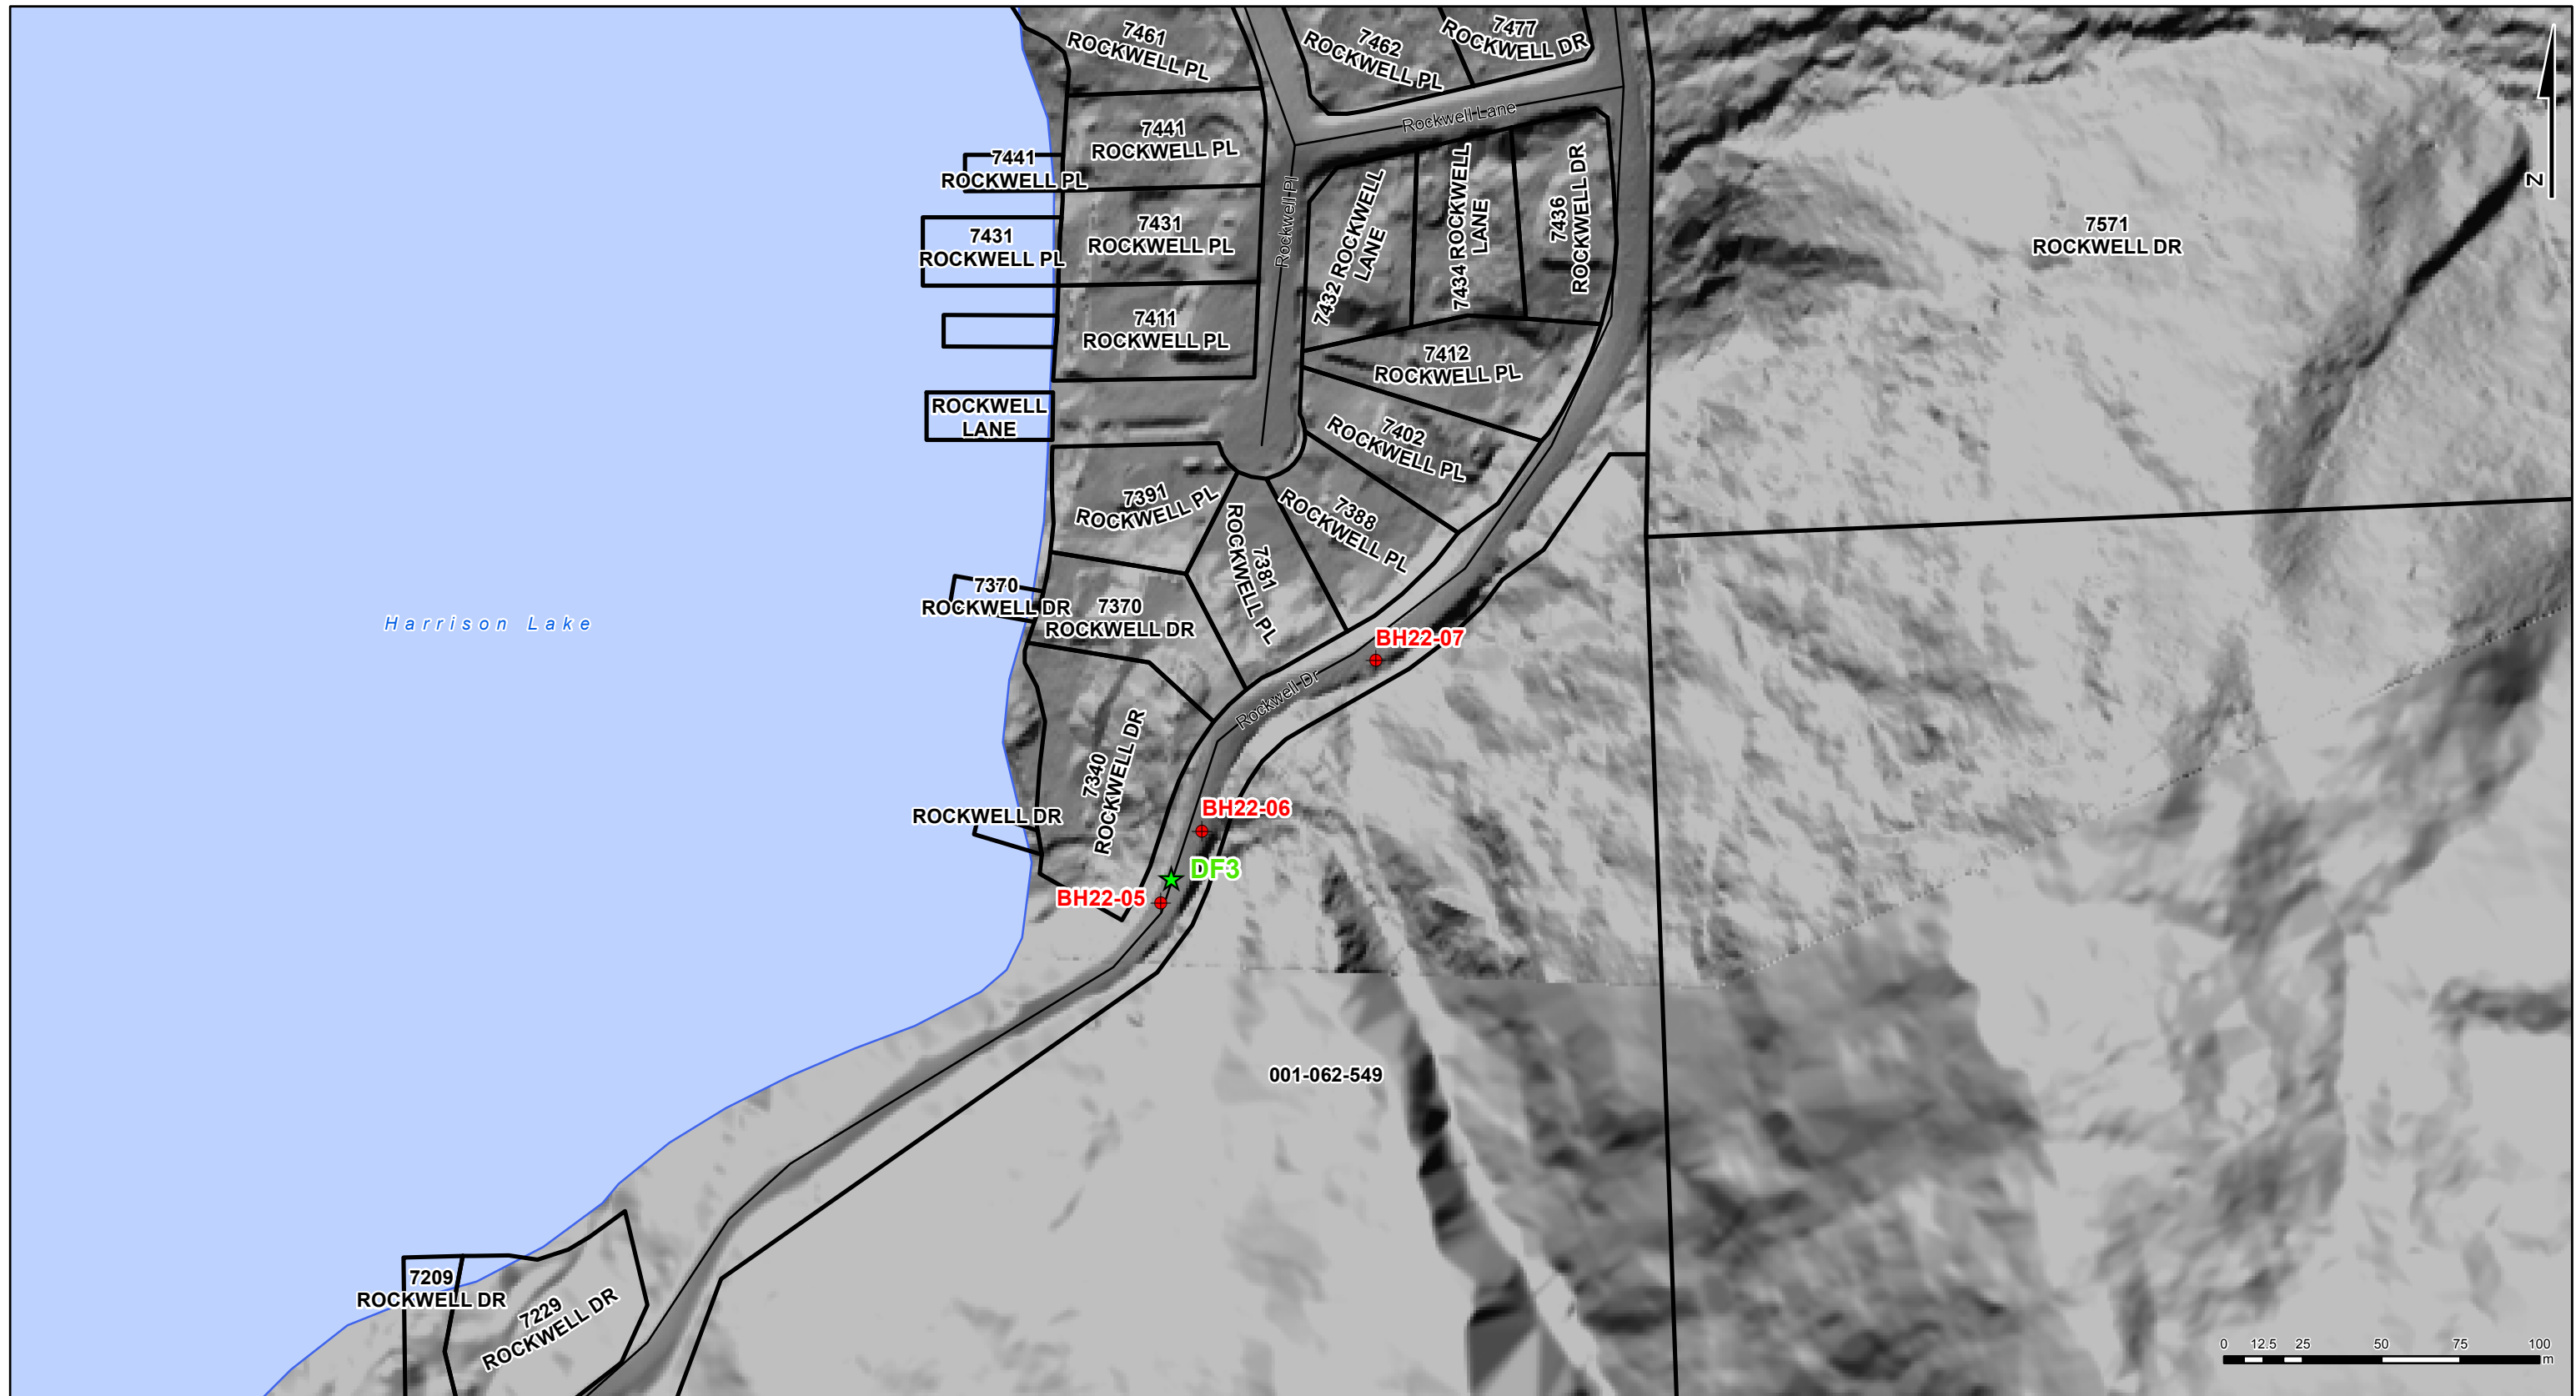 7461
ROCKWELL PL
7462
ROCKWELL PL
7477
ROCKWELL DR
Rockwell Lane
7441
ROCKWELL PL
7441
ROCKWELL PL
7431
ROCKWELL PL
7431
ROCKWELL PL
Rockwell Pl
7432 ROCKWELL
LANE
7434 ROCKWELL
LANE
7436
ROCKWELL DR
7571
ROCKWELL DR
N
7411
ROCKWELL PL
7412
ROCKWELL PL
ROCKWELL
LANE
7402
ROCKWELL PL
7391
ROCKWELL PL
7388
ROCKWELL PL
7381
ROCKWELL PL
7370
ROCKWELL DR
7370
ROCKWELL DR
Harrison Lake
BH22-07
Rockwell Dr
7340
ROCKWELL DR
ROCKWELL DR
BH22-06
DF3
BH22-05
001-062-549
7209
ROCKWELL DR
7229
ROCKWELL DR
0 12.5 25 50 75 100
m